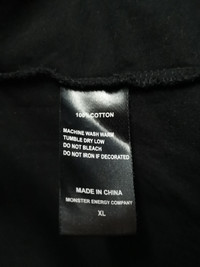 100% COTTON
MACHINE WASH WARM
TUMBLE DRY LOW
DO NOT BLEACH
DO NOT IRON IF DECORATED
MADE IN CHINA
MONSTER ENERGY COMPANY
XL